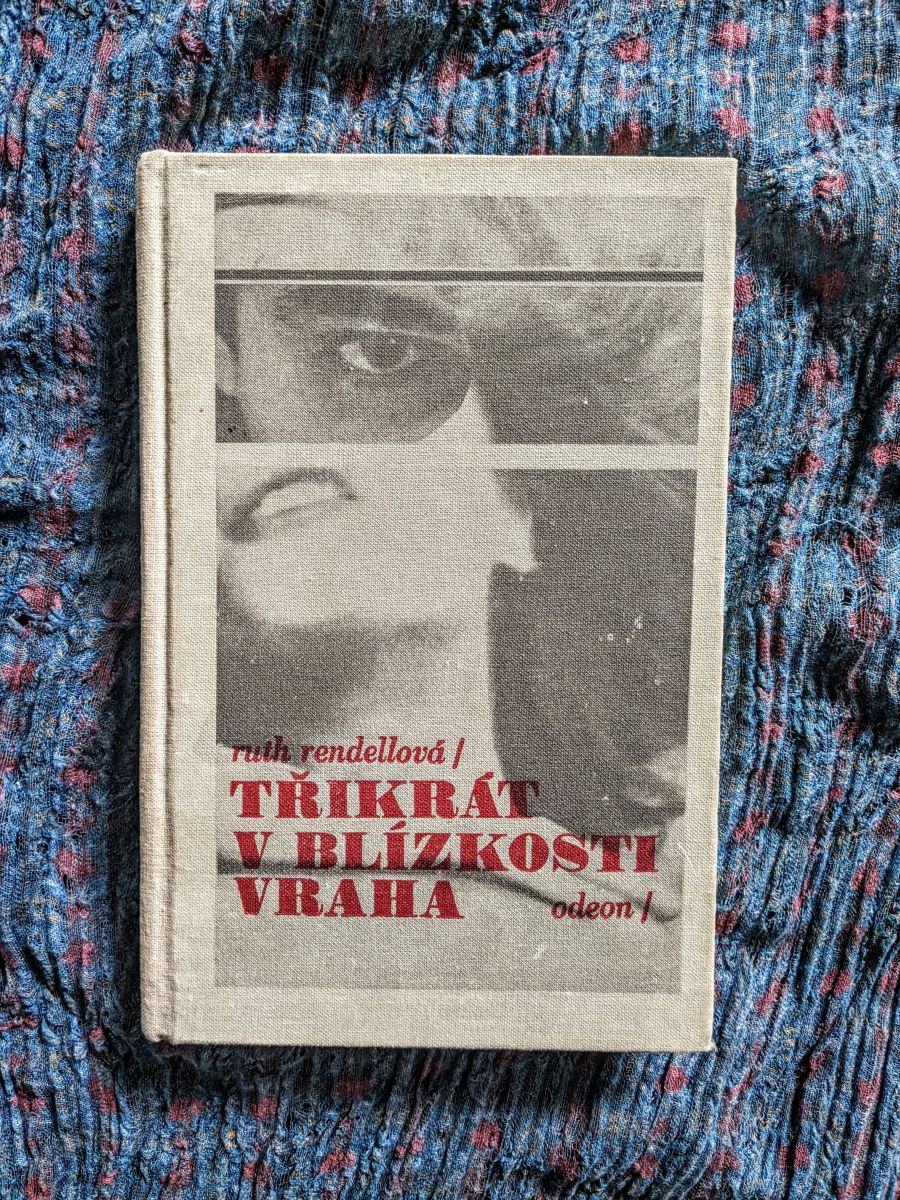 ruth rendellová /
TŘIKRÁT
V BLÍZKOSTI
VRAHA
odeon /